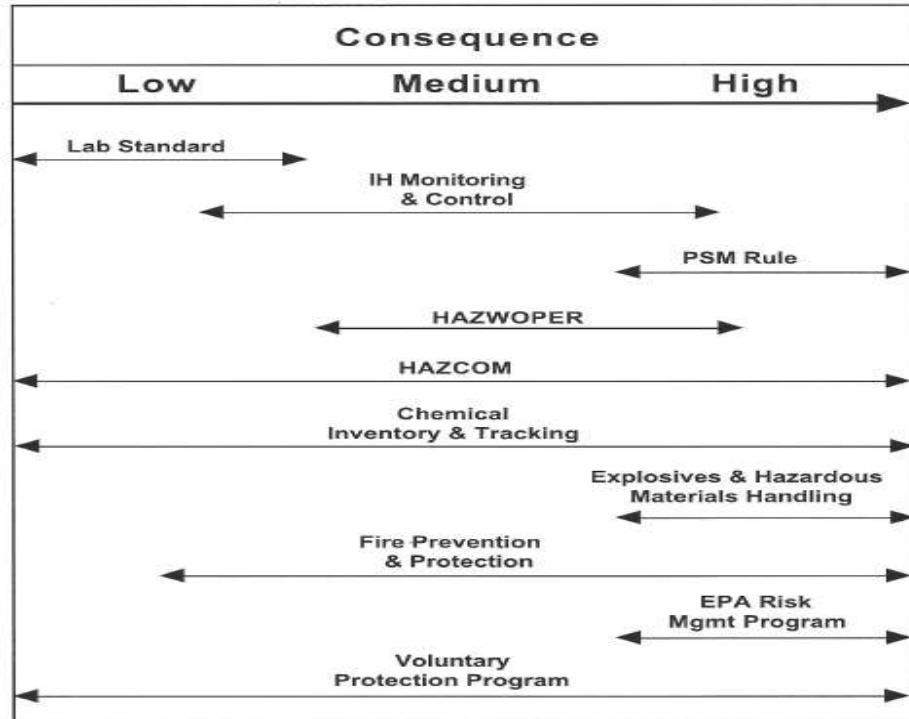 Consequence
Low Medium High
Lab Standard
IH Monitoring
& Control
PSM Rule
HAZWOPER
HAZCOM
Chemical
Inventory & Tracking
Explosives & Hazardous
Materials Handling
Fire Prevention
& Protection
EPA Risk
Mgmt Program
Voluntary
Protection Program